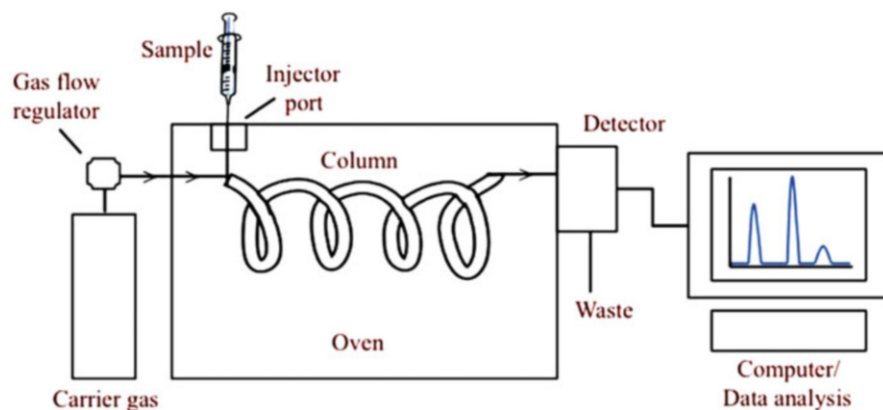 Sample
Gas flow
regulator
Injector
port
Column
Detector
Waste
Oven
Carrier gas
Computer/
Data analysis